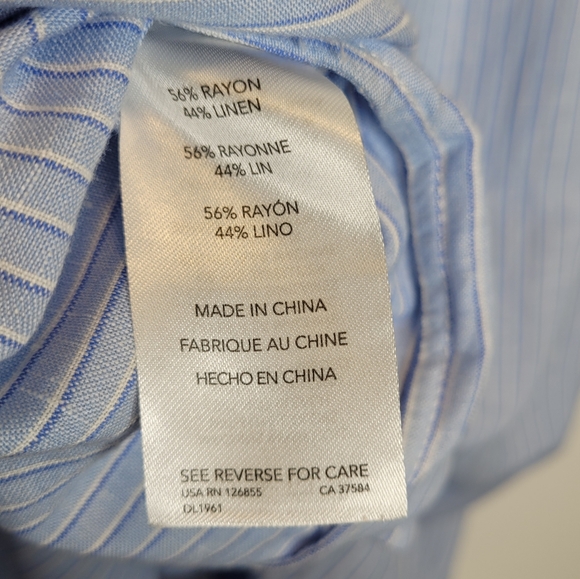 56% RAYON
44% LINEN
56% RAYONNE
44% LIN
56% RAYÓN
44% LINO
MADE IN CHINA
FABRIQUE AU CHINE
HECHO EN CHINA
SEE REVERSE FOR CARE
USA RN 126855 CA 37584
DL1961